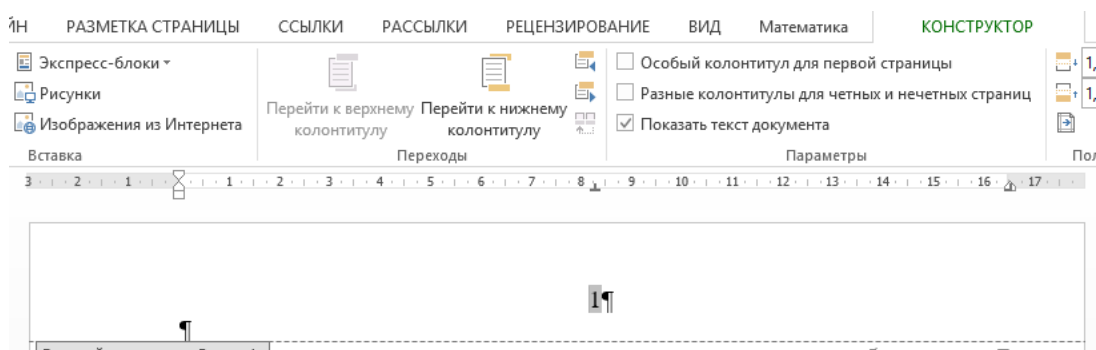 ЙН РАЗМЕТКА СТРАНИЦЫ ССЫЛКИ РАССЫЛКИ РЕЦЕНЗИРОВАНИЕ ВИД Математика КОНСТРУКТОР
Экспресс-блоки
Рисунки
Изображения из Интернета
Вставка
Перейти к верхнему колонтитулу
Перейти к нижнему колонтитулу
Переходы
Особый колонтитул для первой страницы
Разные колонтитулы для четных и нечетных страниц
Показать текст документа
Параметры
1,
1,
Пол
3 2 1 1 2 3 4 5 6 7 8 9 10 11 12 13 14 15 16 17
1¶
¶